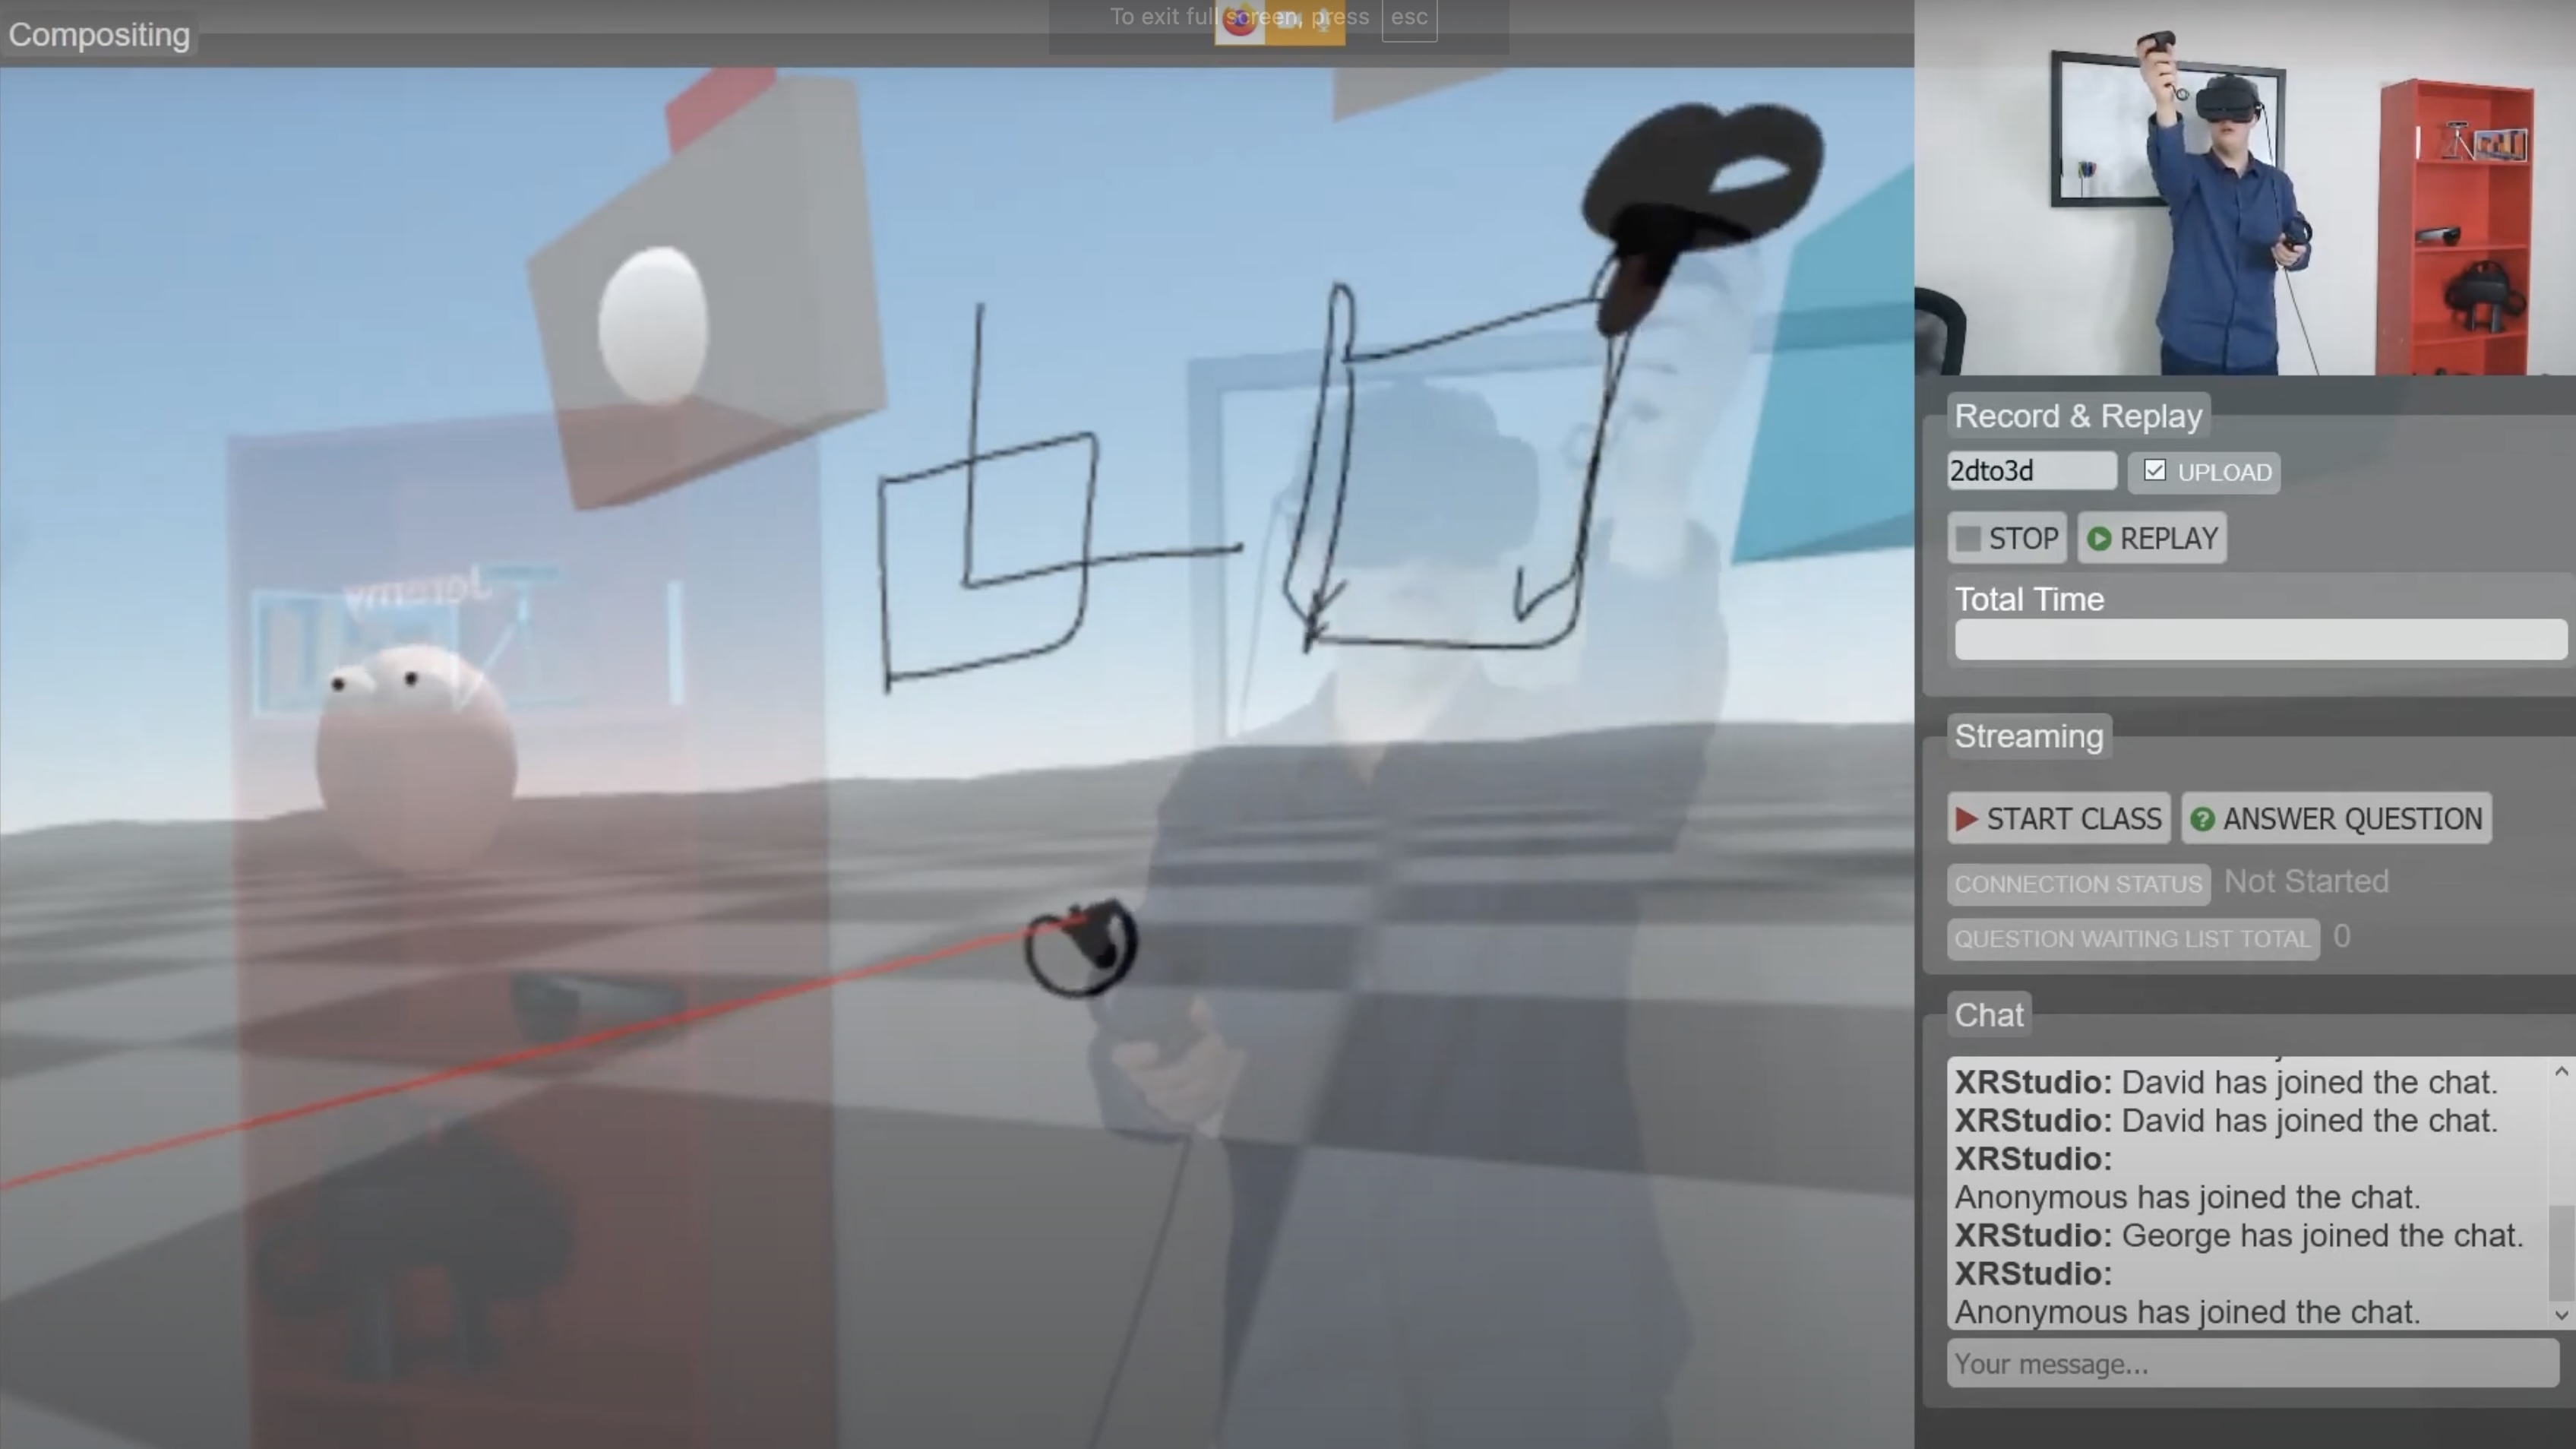 To exit full screen, press esc
Compositing
Jeremy
Record & Replay
2dto3d
UPLOAD
STOP
REPLAY
Total Time
Streaming
START CLASS
ANSWER QUESTION
CONNECTION STATUS Not Started
QUESTION WAITING LIST TOTAL 0
Chat
XRStudio: David has joined the chat.
XRStudio: David has joined the chat.
XRStudio:
Anonymous has joined the chat.
XRStudio: George has joined the chat.
XRStudio:
Anonymous has joined the chat.
Your message...